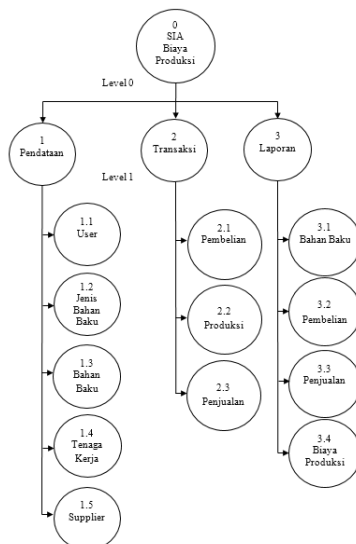 0
SIA
Biaya
Produksi
Level 0
1
Pendataan
2
Transaksi
3
Laporan
Level 1
1.1
User
1.2
Jenis
Bahan
Baku
1.3
Bahan
Baku
1.4
Tenaga
Kerja
1.5
Supplier
2.1
Pembelian
2.2
Produksi
2.3
Penjualan
3.1
Bahan Baku
3.2
Pembelian
3.3
Penjualan
3.4
Biaya
Produksi